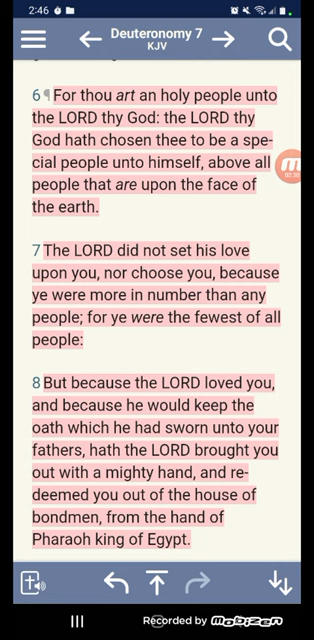 2:46
Deuteronomy 7
KJV
6 ¶ For thou art an holy people unto
the LORD thy God: the LORD thy
God hath chosen thee to be a spe-
cial people unto himself, above all
people that are upon the face of
the earth.
7 The LORD did not set his love
upon you, nor choose you, because
ye were more in number than any
people; for ye were the fewest of all
people:
8 But because the LORD loved you,
and because he would keep the
oath which he had sworn unto your
fathers, hath the LORD brought you
out with a mighty hand, and re-
deemed you out of the house of
bondmen, from the hand of
Pharaoh king of Egypt.
Recorded by mobizen